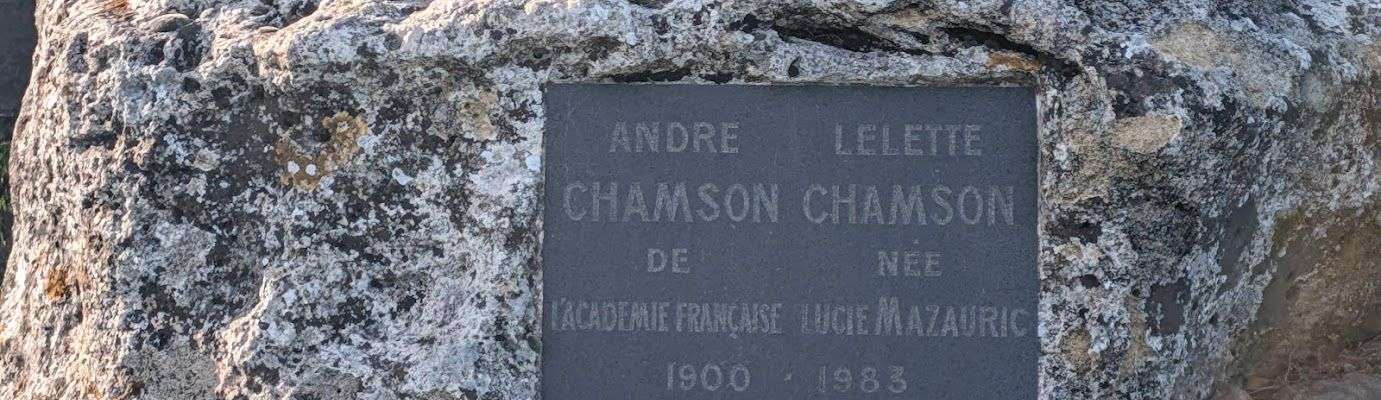 ANDRE LELETTE
CHAMSON CHAMSON
DE NÉE
L'ACADEMIE FRANÇAISE LUCIE MAZAURIC
1900 · 1983